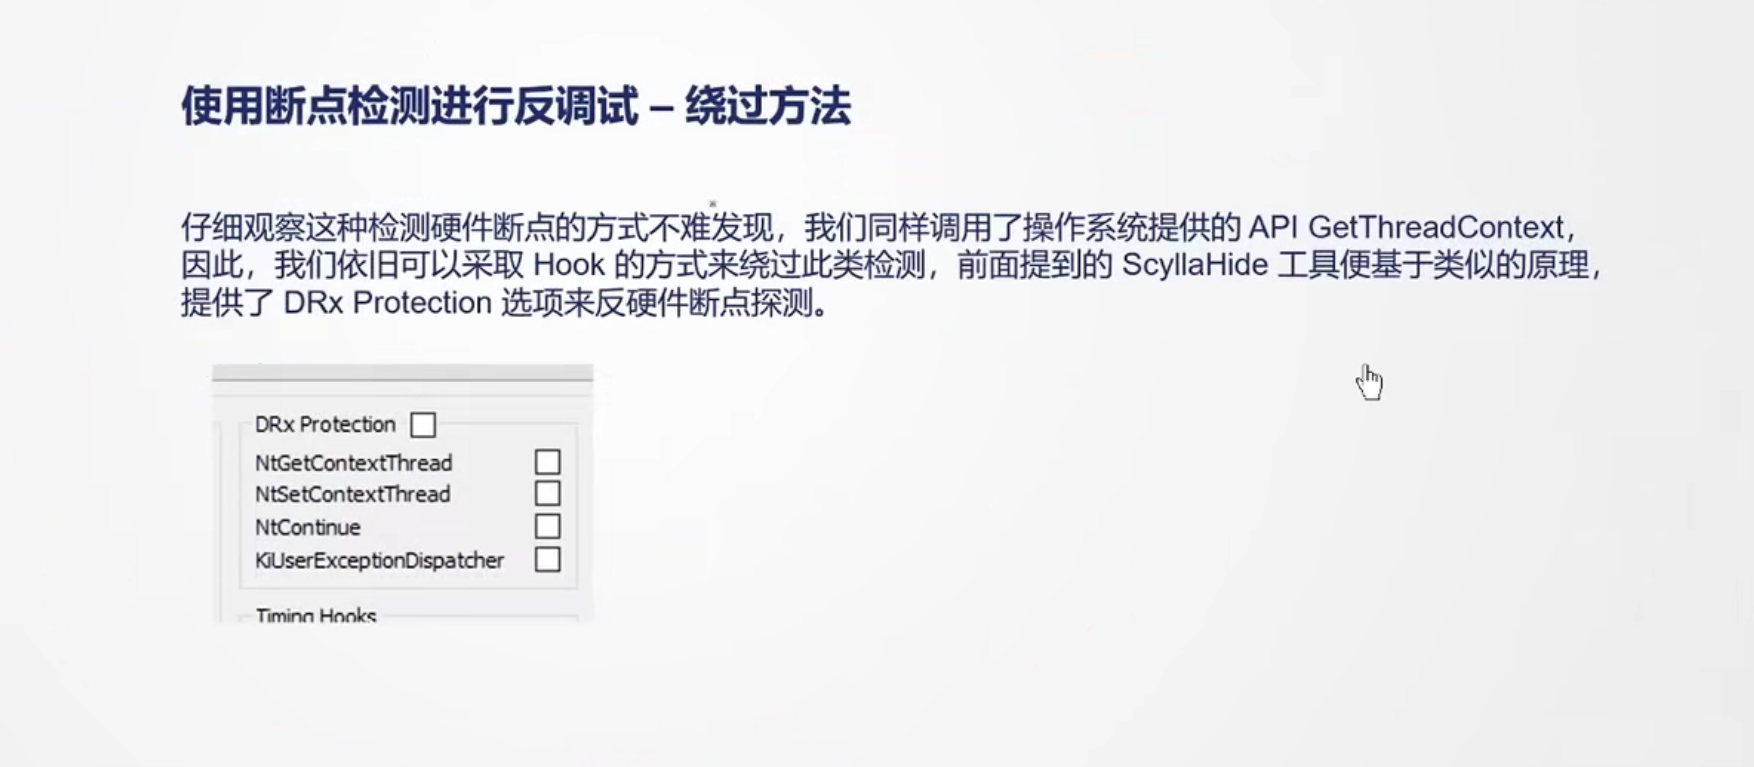 使用断点检测进行反调试 – 绕过方法
仔细观察这种检测硬件断点的方式不难发现，我们同样调用了操作系统提供的 API GetThreadContext，
因此，我们依旧可以采取 Hook 的方式来绕过此类检测，前面提到的 ScyllaHide 工具便基于类似的原理，
提供了 DRx Protection 选项来反硬件断点探测。
DRx Protection
NtGetContextThread
NtSetContextThread
NtContinue
KiUserExceptionDispatcher
Timing Hooks